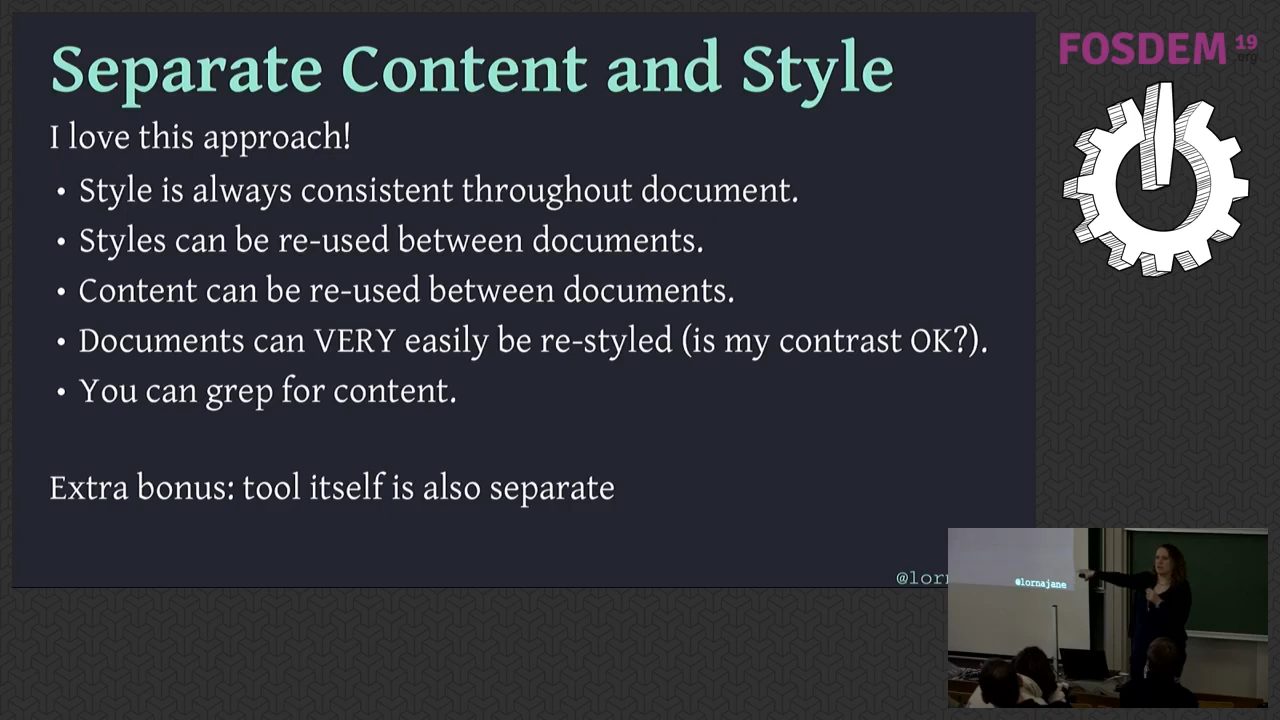 Separate Content and Style
I love this approach!
• Style is always consistent throughout document.
• Styles can be re-used between documents.
• Content can be re-used between documents.
• Documents can VERY easily be re-styled (is my contrast OK?).
• You can grep for content.
Extra bonus: tool itself is also separate
@lor
FOSDEM 19
.org
@lornajane